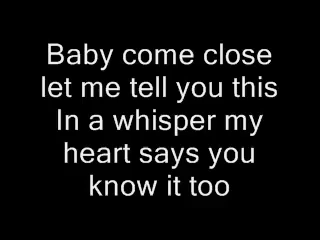 Baby come close
let me tell you this
In a whisper my
heart says you
know it too